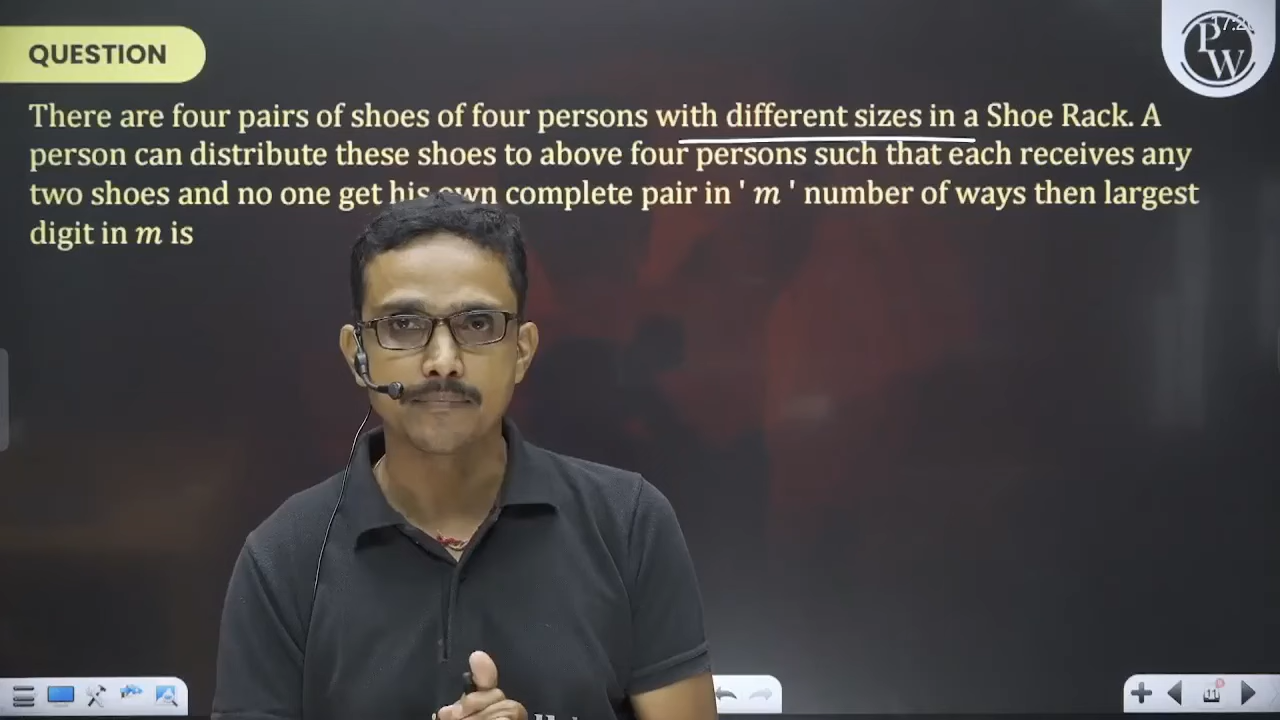 QUESTION
There are four pairs of shoes of four persons with different sizes in a Shoe Rack. A
person can distribute these shoes to above four persons such that each receives any
two shoes and no one get his own complete pair in ' m ' number of ways then largest
digit in m is
P
W
11